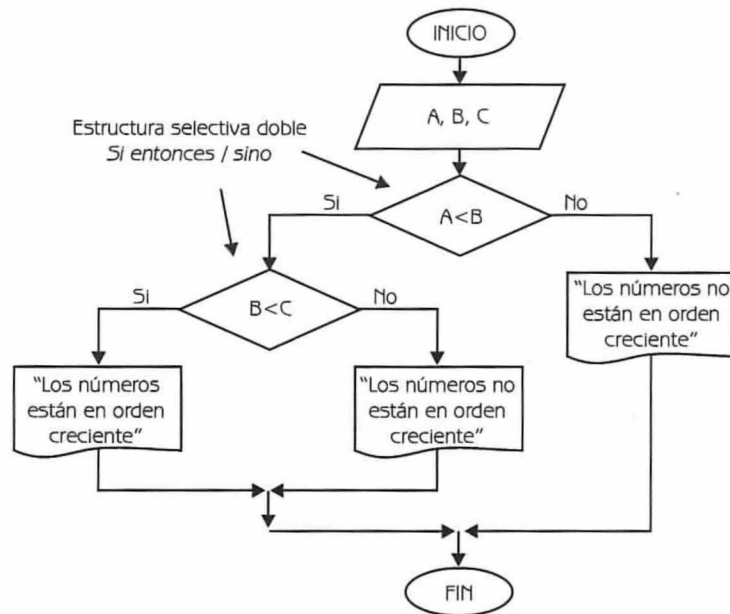 INICIO
A, B, C
Estructura selectiva doble
Si entonces / sino
A<B
Si
No
B<C
Si
No
"Los números no
están en orden
creciente"
"Los números
están en orden
creciente"
"Los números no
están en orden
creciente"
FIN